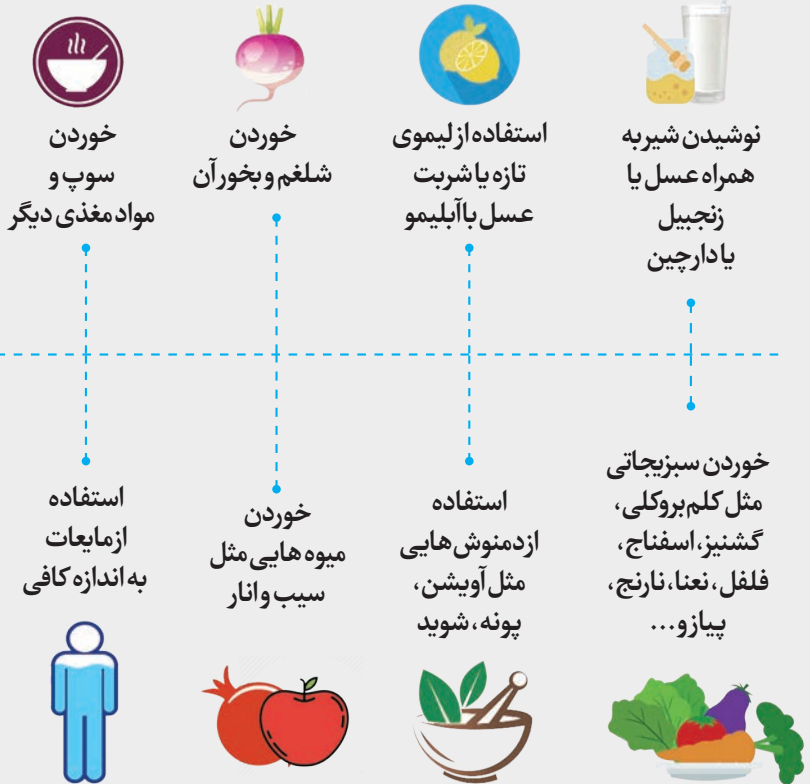 نوشیدن شیر به
همراه عسل یا
زنجبیل
یا دارچین
استفاده از لیموی
تازه یا شربت
عسل با آبلیمو
خوردن
شلغم و بخور آن
خوردن
سوپ و
مواد مغذی دیگر
خوردن سبزیجاتی
مثل کلم بروکلی،
گشنیز، اسفناج،
فلفل، نعنا، نارنج،
پیاز و...
استفاده
از دمنوش هایی
مثل آویشن،
پونه، شوید
خوردن
میوه هایی مثل
سیب و انار
استفاده
از مایعات
به اندازه کافی